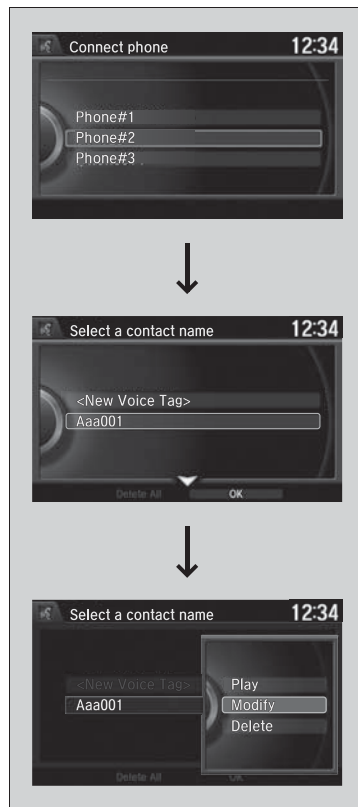 Connect phone 12:34
Phone#1
Phone#2
Phone#3
Select a contact name 12:34
<New Voice Tag>
Aaa001
Delete All OK
Select a contact name 12:34
<New Voice Tag>
Aaa001
Play
Modify
Delete
Delete All OK